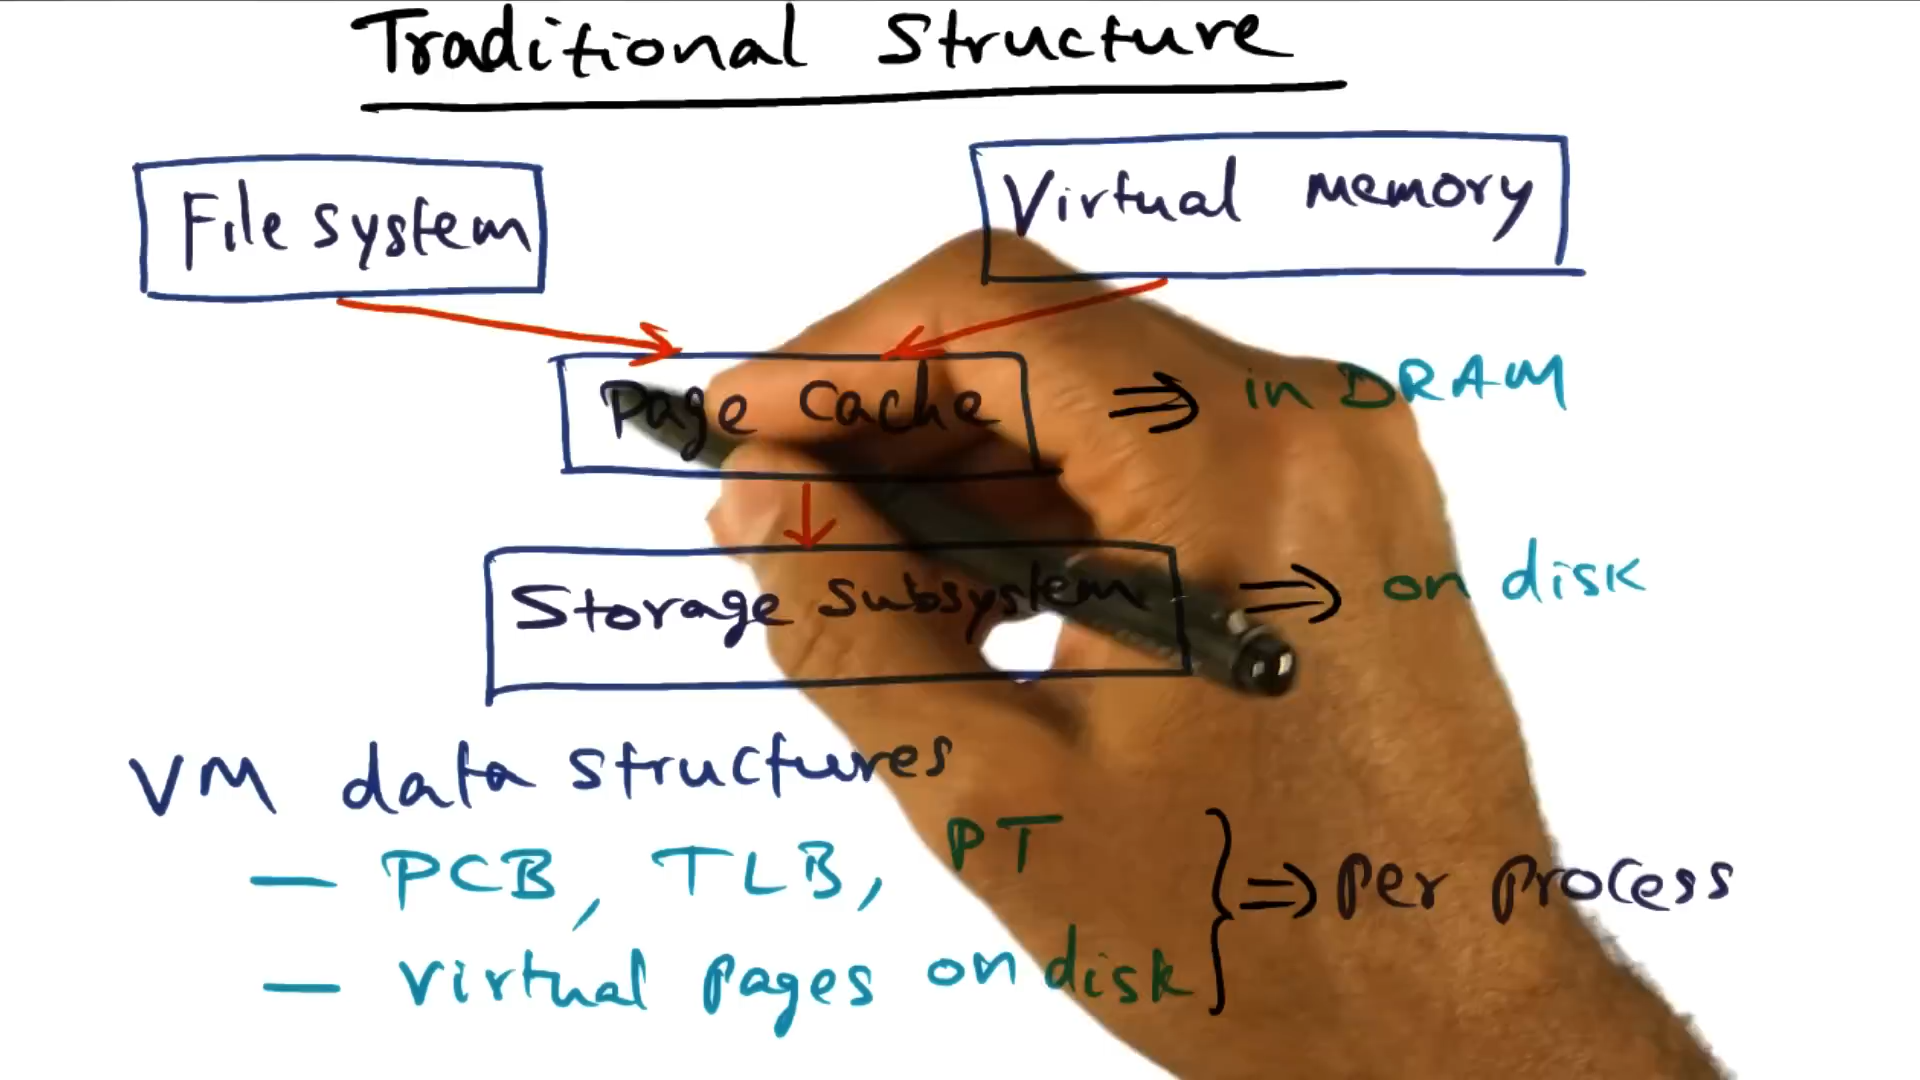 Traditional Structure
File system
Virtual memory
Page Cache ⇒ in DRAM
Storage Subsystem ⇒ on disk
VM data structures
— PCB, TLB, PT
— Virtual pages on disk
} ⇒ per process